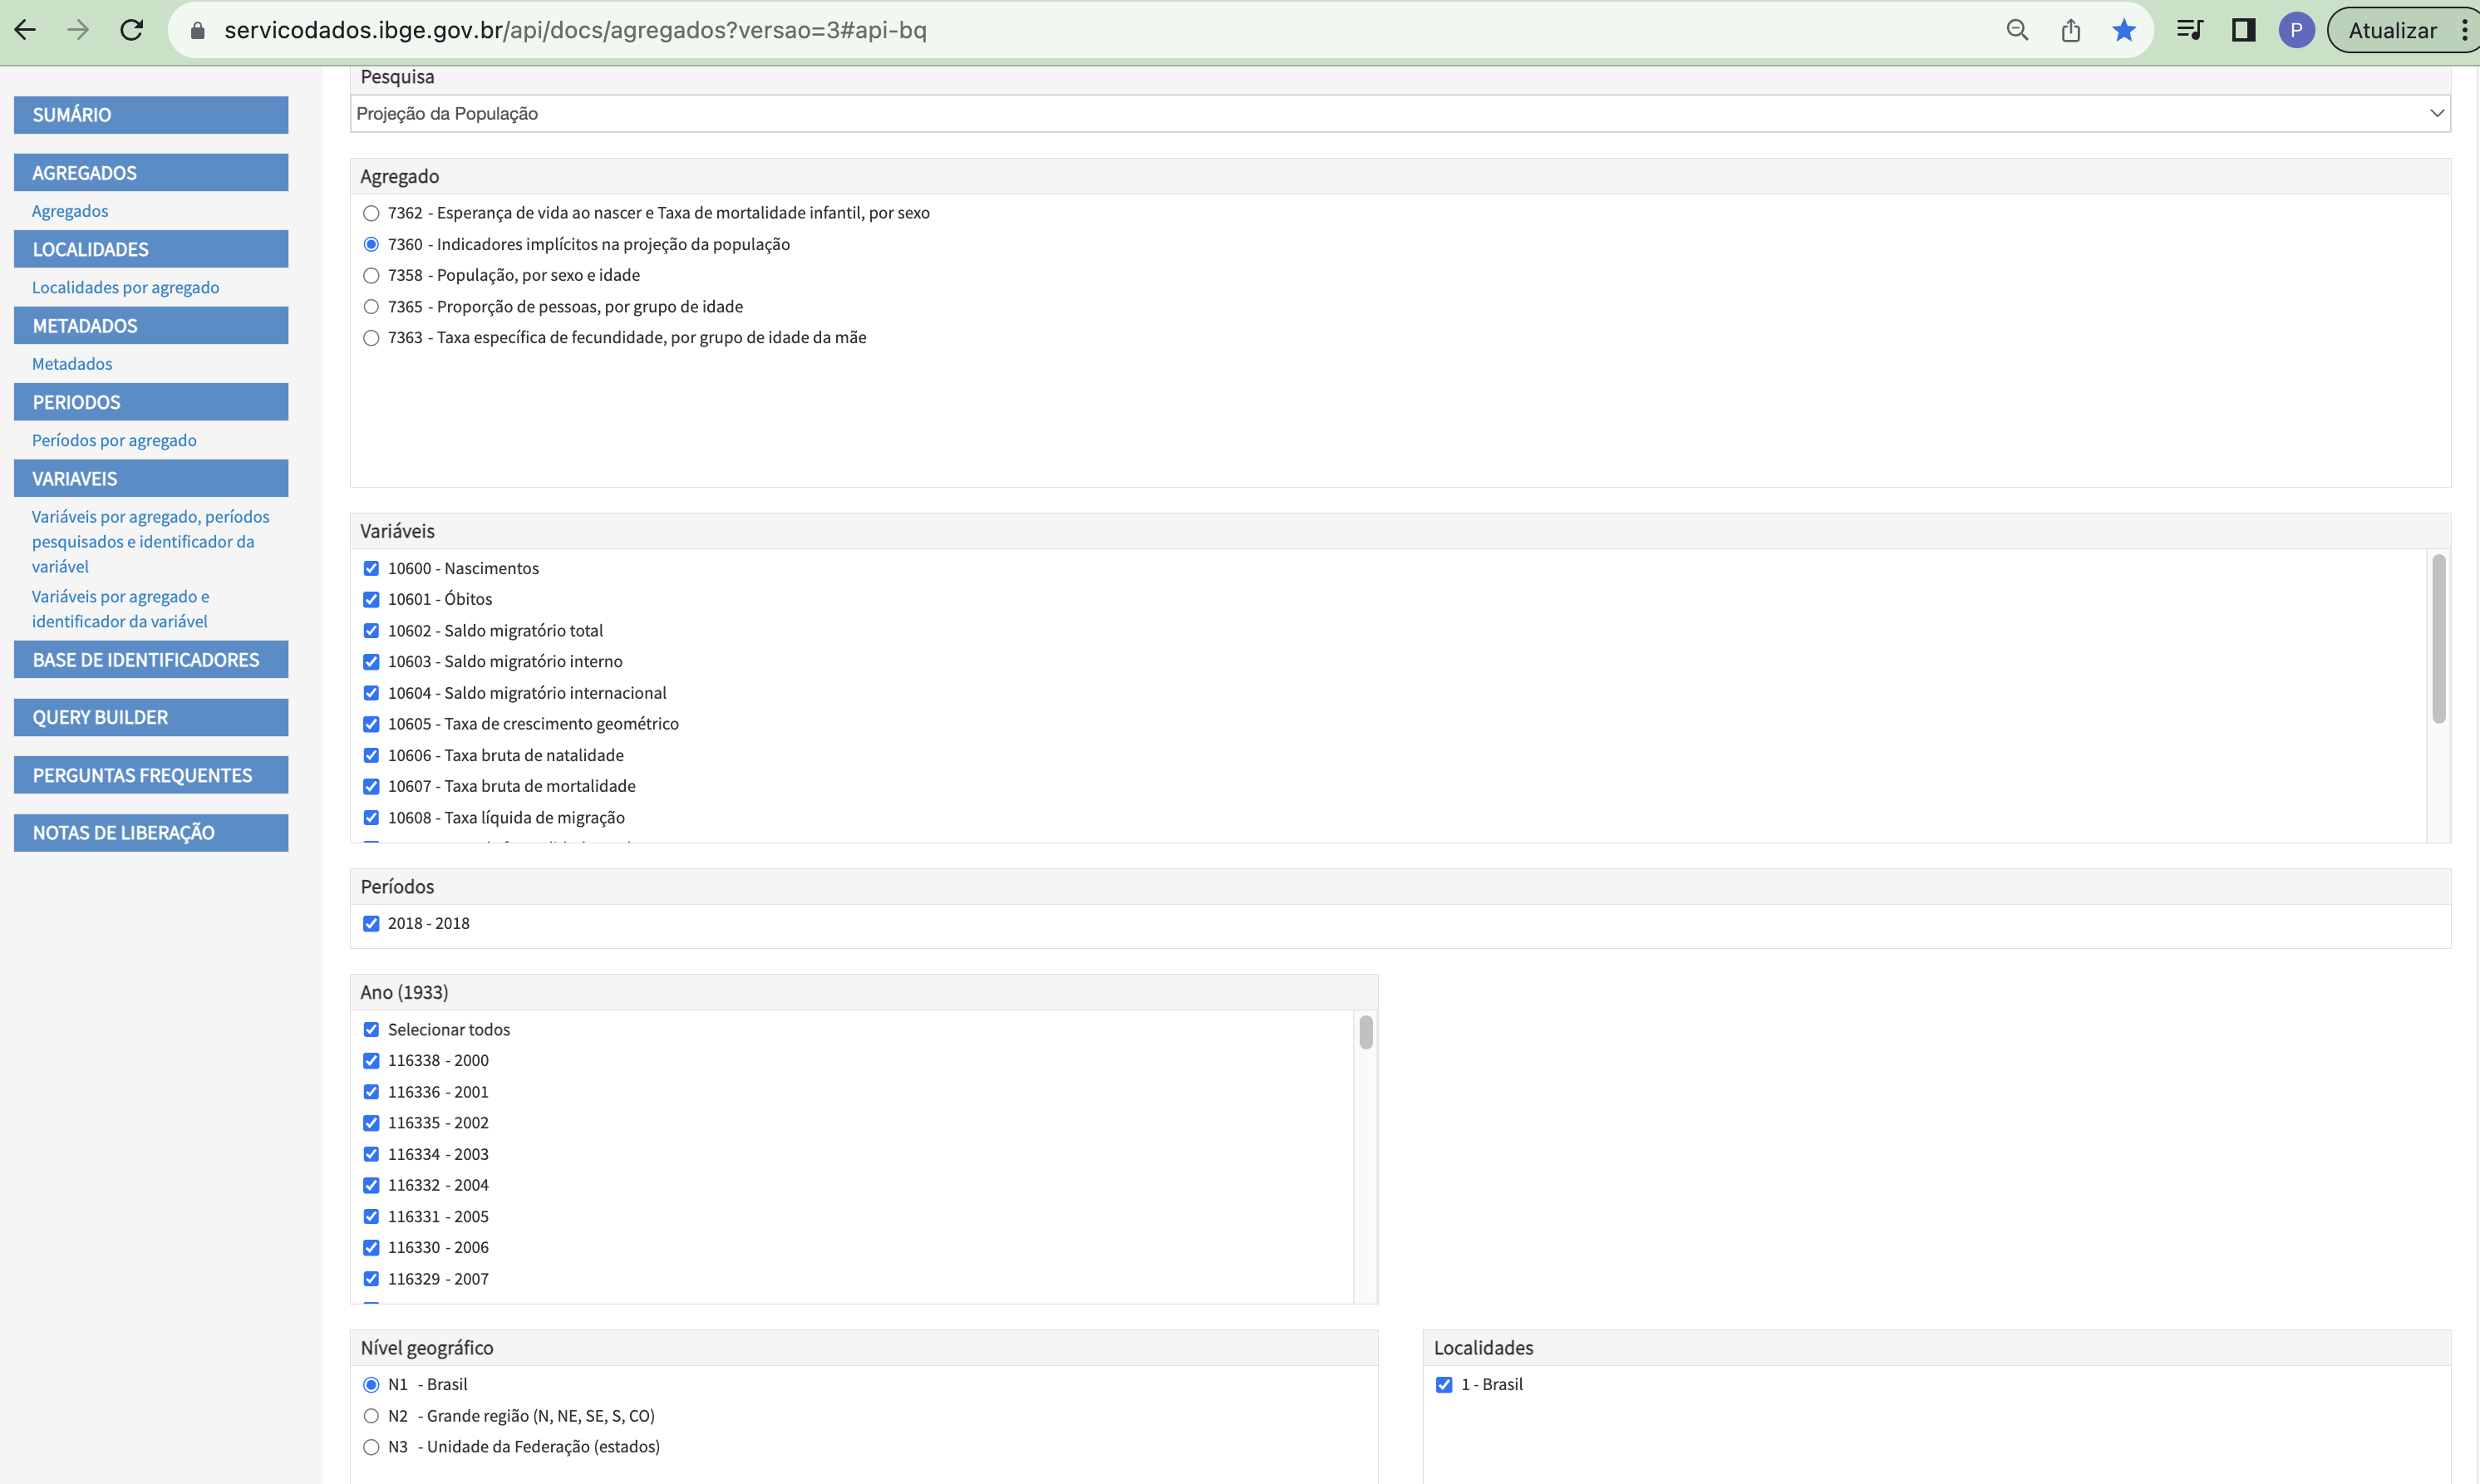 servicodados.ibge.gov.br/api/docs/agregados?versao=3#api-bq
P
Atualizar
SUMÁRIO
AGREGADOS
Agregados
LOCALIDADES
Localidades por agregado
METADADOS
Metadados
PERIODOS
Períodos por agregado
VARIAVEIS
Variáveis por agregado, períodos
pesquisados e identificador da
variável
Variáveis por agregado e
identificador da variável
BASE DE IDENTIFICADORES
QUERY BUILDER
PERGUNTAS FREQUENTES
NOTAS DE LIBERAÇÃO
Pesquisa
Projeção da População
Agregado
7362 - Esperança de vida ao nascer e Taxa de mortalidade infantil, por sexo
7360 - Indicadores implícitos na projeção da população
7358 - População, por sexo e idade
7365 - Proporção de pessoas, por grupo de idade
7363 - Taxa específica de fecundidade, por grupo de idade da mãe
Variáveis
10600 - Nascimentos
10601 - Óbitos
10602 - Saldo migratório total
10603 - Saldo migratório interno
10604 - Saldo migratório internacional
10605 - Taxa de crescimento geométrico
10606 - Taxa bruta de natalidade
10607 - Taxa bruta de mortalidade
10608 - Taxa líquida de migração
Períodos
2018 - 2018
Ano (1933)
Selecionar todos
116338 - 2000
116336 - 2001
116335 - 2002
116334 - 2003
116332 - 2004
116331 - 2005
116330 - 2006
116329 - 2007
Nível geográfico
N1 - Brasil
N2 - Grande região (N, NE, SE, S, CO)
N3 - Unidade da Federação (estados)
Localidades
1 - Brasil